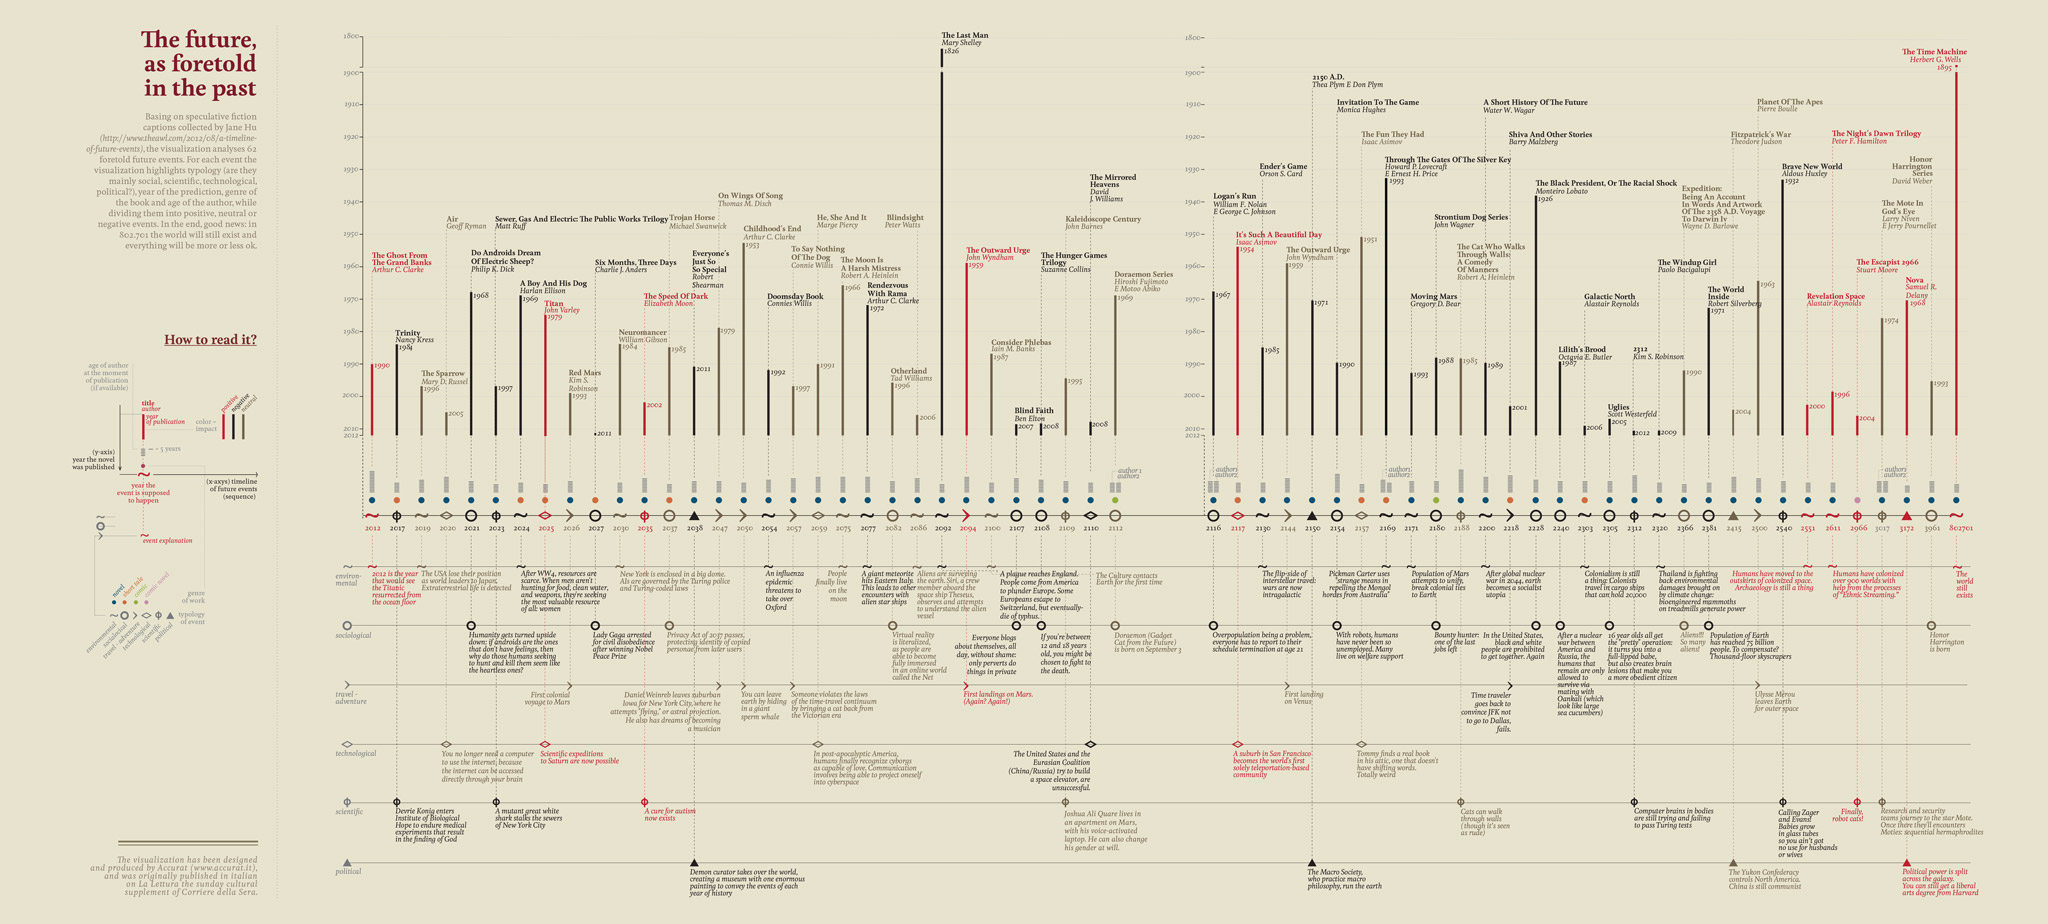 The future,
as foretold
in the past
Basing on speculative fiction
captions collected by Jane Hu
(http://www.theawl.com/2012/08/a-timeline-
of-future-events), the visualization analyses 62
foretold future events. For each event the
visualization highlights typology (are they
mainly social, scientific, technological,
political?), year of the prediction, genre of
the book and age of the author, while
dividing them into positive, neutral or
negative events. In the end, good news: in
802.701 the world will still exist and
everything will be more or less ok.
How to read it?
age of author
at the moment
of publication
(if available)
title
author
year
of publication
color =
impact
positive
negative
neutral
= 5 years
(y-axis)
year the novel
was published
(x-axys) timeline
of future events
(sequence)
year the
event is supposed
to happen
event explanation
novel
short tale
comic
comic novel
genre
of work
typology
of event
environmental
sociological
travel - adventure
technological
scientific
political
The visualization has been designed
and produced by Accurat (www.accurat.it),
and was originally published in italian
on La Lettura the sunday cultural
supplement of Corriere della Sera.
1800
1900
1910
1920
1930
1940
1950
1960
1970
1980
1990
2000
2010
2012
The Ghost From
The Grand Banks
Arthur C. Clarke
1990
Trinity
Nancy Kress
1984
The Sparrow
Mary D. Russel
1996
Air
Geoff Ryman
2005
Do Androids Dream
Of Electric Sheep?
Philip K. Dick
1968
Sewer, Gas And Electric: The Public Works Trilogy
Matt Ruff
1997
A Boy And His Dog
Harlan Ellison
1969
Titan
John Varley
1979
Red Mars
Kim S.
Robinson
1993
Six Months, Three Days
Charlie J. Anders
2011
Neuromancer
William Gibson
1984
The Speed Of Dark
Elizabeth Moon
2002
Trojan Horse
Michael Swanwick
1985
Everyone's
Just So
So Special
Robert
Shearman
2011
On Wings Of Song
Thomas M. Disch
1979
Childhood's End
Arthur C. Clarke
1953
Doomsday Book
Connies Willis
1992
To Say Nothing
Of The Dog
Connie Willis
1997
He, She And It
Marge Piercy
1991
The Moon Is
A Harsh Mistress
Robert A. Heinlein
1966
Rendezvous
With Rama
Arthur C. Clarke
1972
Otherland
Tad Williams
1996
Blindsight
Peter Watts
2006
The Last Man
Mary Shelley
1826
The Outward Urge
John Wyndham
1959
Consider Phlebas
Iain M. Banks
1987
Blind Faith
Ben Elton
2007
The Hunger Games
Trilogy
Suzanne Collins
2008
Kaleidoscope Century
John Barnes
1995
The Mirrored
Heavens
David
J. Williams
2008
Doraemon Series
Hiroshi Fujimoto
E Motoo Abiko
1969
author 1
author2
2012 2017 2019 2020 2021 2023 2024 2025 2026 2027 2030 2035 2037 2038 2047 2050 2054 2057 2059 2075 2077 2082 2086 2092 2094 2100 2107 2108 2109 2110 2112
1800
1900
1910
1920
1930
1940
1950
1960
1970
1980
1990
2000
2010
2012
Logan's Run
William F. Nolan
E George C. Johnson
1967
It's Such A Beautiful Day
Isaac Asimov
1954
Ender's Game
Orson S. Card
1985
The Outward Urge
John Wyndham
1959
2150 A.D.
Thea Plym E Don Plym
1971
Invitation To The Game
Monica Hughes
1990
The Fun They Had
Isaac Asimov
1951
Through The Gates Of The Silver Key
Howard P. Lovecraft
E Ernest H. Price
1993
Moving Mars
Gregory D. Bear
1993
Strontium Dog Series
John Wagner
1988
The Cat Who Walks
Through Walls:
A Comedy
Of Manners
Robert A. Heinlein
1985
A Short History Of The Future
Water W. Wagar
1989
Shiva And Other Stories
Barry Malzberg
2001
The Black President, Or The Racial Shock
Monteiro Lobato
1926
Lilith's Brood
Octavia E. Butler
1987
Galactic North
Alastair Reynolds
2006
Uglies
Scott Westerfeld
2005
2312
Kim S. Robinson
2012
The Windup Girl
Paolo Bacigalupi
2009
Expedition:
Being An Account
In Words And Artwork
Of The 2358 A.D. Voyage
To Darwin Iv
Wayne D. Barlowe
1990
The World
Inside
Robert Silverberg
1971
Fitzpatrick's War
Theodore Judson
2004
Planet Of The Apes
Pierre Boulle
1963
Brave New World
Aldous Huxley
1932
Revelation Space
Alastair Reynolds
2000
The Night's Dawn Trilogy
Peter F. Hamilton
1996
The Escapist 2966
Stuart Moore
2004
The Mote In
God's Eye
Larry Niven
E Jerry Pournellet
1974
Nova
Samuel R.
Delany
1968
Honor
Harrington
Series
David Weber
1993
The Time Machine
Herbert G. Wells
1895
author1
author2
author1
author2
author1
author2
2116 2117 2130 2144 2150 2154 2157 2169 2171 2180 2188 2200 2218 2228 2240 2303 2305 2312 2320 2366 2381 2415 2500 2540 2551 2611 2966 3017 3172 3961 802701
environ-
mental
2012 is the year
that would see
the Titanic
resurrected from
the ocean floor
The USA lose their position
as world leaders to Japan.
Extraterrestrial life is detected
After WW4, resources are
scarce. When men aren't
hunting for food, clean water,
and weapons, they're seeking
the most valuable resource
of all: women
New York is enclosed in a big dome.
AIs are governed by the Turing police
and Turing-coded laws
An influenza
epidemic
threatens to
take over
Oxford
People
finally live
on the
moon
A giant meteorite
hits Eastern Italy.
This leads to other
encounters with
alien star ships
Aliens are surveying
the earth. Siri, a crew
member aboard the
space ship Theseus,
observes and attempts
to understand the alien
vessel
A plague reaches England.
People come from America
to plunder Europe. Some
Europeans escape to
Switzerland, but eventually-
die of typhus.
The Culture contacts
Earth for the first time
The flip-side of
interstellar travel:
wars are now
intragalactic
Pickman Carter uses
"strange means in
repelling the Mongol
hordes from Australia"
Population of Mars
attempts to unify,
break colonial ties
to Earth
After global nuclear
war in 2044, earth
becomes a socialist
utopia
Colonialism is still
a thing: Colonists
travel in cargo ships
that can hold 20,000
Thailand is fighting
back environmental
damages brought on
by climate change:
bioengineered mammoths
on treadmills generate power
Humans have moved to the
outskirts of colonized space.
Archaeology is still a thing
Humans have colonized
over 900 worlds with
help from the processes
of "Ethnic Streaming."
The
world
still
exists
sociological
Humanity gets turned upside
down: if androids are the ones
that don't have feelings, then
why do those humans seeking
to hunt and kill them seem like
the heartless ones?
Lady Gaga arrested
for civil disobedience
after winning Nobel
Peace Prize
Privacy Act of 2037 passes,
protecting identity of copied
personae from later users
Virtual reality
is literalized,
as people are
able to become
fully immersed
in an online world
called the Net
Everyone blogs
about themselves, all
day, without shame:
only perverts do
things in private
If you're between
12 and 18 years
old, you might be
chosen to fight to
the death.
Doraemon (Gadget
Cat from the Future)
is born on September 3
Overpopulation being a problem,
everyone has to report to their
schedule termination at age 21
With robots, humans
have never been so
unemployed. Many
live on welfare support
Bounty hunter:
one of the last
jobs left
In the United States,
black and white
people are prohibited
to get together. Again
After a nuclear
war between
America and
Russia, the
humans that
remain are only
allowed to
survive via
mating with
Oankali (which
look like large
sea cucumbers)
16 year olds all get
the "pretty" operation:
it turns you into a
full-lipped babe,
but also creates brain
lesions that make you
a more obedient citizen
Aliens!!!
So many
aliens!
Population of Earth
has reached 75 billion
people. To compensate?
Thousand-floor skyscrapers
Honor
Harrington
is born
travel -
adventure
First colonial
voyage to Mars
Daniel Weinreb leaves suburban
Iowa for New York City, where he
attempts "flying," or astral projection.
He also has dreams of becoming
a musician
You can leave
earth by hiding
in a giant
sperm whale
Someone violates the laws
of the time-travel continuum
by bringing a cat back from
the Victorian era
First landings on Mars.
(Again? Again!)
First landing
on Venus
Time traveler
goes back to
convince JFK not
to go to Dallas,
fails.
Ulysse Mérou
leaves Earth
for outer space
technological
You no longer need a computer
to use the internet, because
the internet can be accessed
directly through your brain
Scientific expeditions
to Saturn are now possible
In post-apocalyptic America,
humans finally recognize cyborgs
as capable of love. Communication
involves being able to project oneself
into cyberspace
The United States and the
Eurasian Coalition
(China/Russia) try to build
a space elevator, are
unsuccessful.
A suburb in San Francisco
becomes the world's first
solely teleportation-based
community
Tommy finds a real book
in his attic, one that doesn't
have shifting words.
Totally weird
scientific
Devrie Konig enters
Institute of Biological
Hope to endure medical
experiments that result
in the finding of God
A mutant great white
shark stalks the sewers
of New York City
A cure for autism
now exists
Joshua Ali Quare lives in
an apartment on Mars,
with his voice-activated
laptop. He can also change
his gender at will.
Cats can walk
through walls
(though it's seen
as rude)
Computer brains in bodies
are still trying and failing
to pass Turing tests
Calling Zager
and Evans!
Babies grow
in glass tubes
so you ain't got
no use for husbands
or wives
Finally,
robot cats!
Research and security
teams journey to the star Mote.
Once there they'll encounters
Moties: sequential hermaphrodites
political
Demon curator takes over the world,
creating a museum with one enormous
painting to convey the events of each
year of history
The Macro Society,
who practice macro
philosophy, run the earth
The Yukon Confederacy
controls North America.
China is still communist
Political power is split
across the galaxy.
You can still get a liberal
arts degree from Harvard